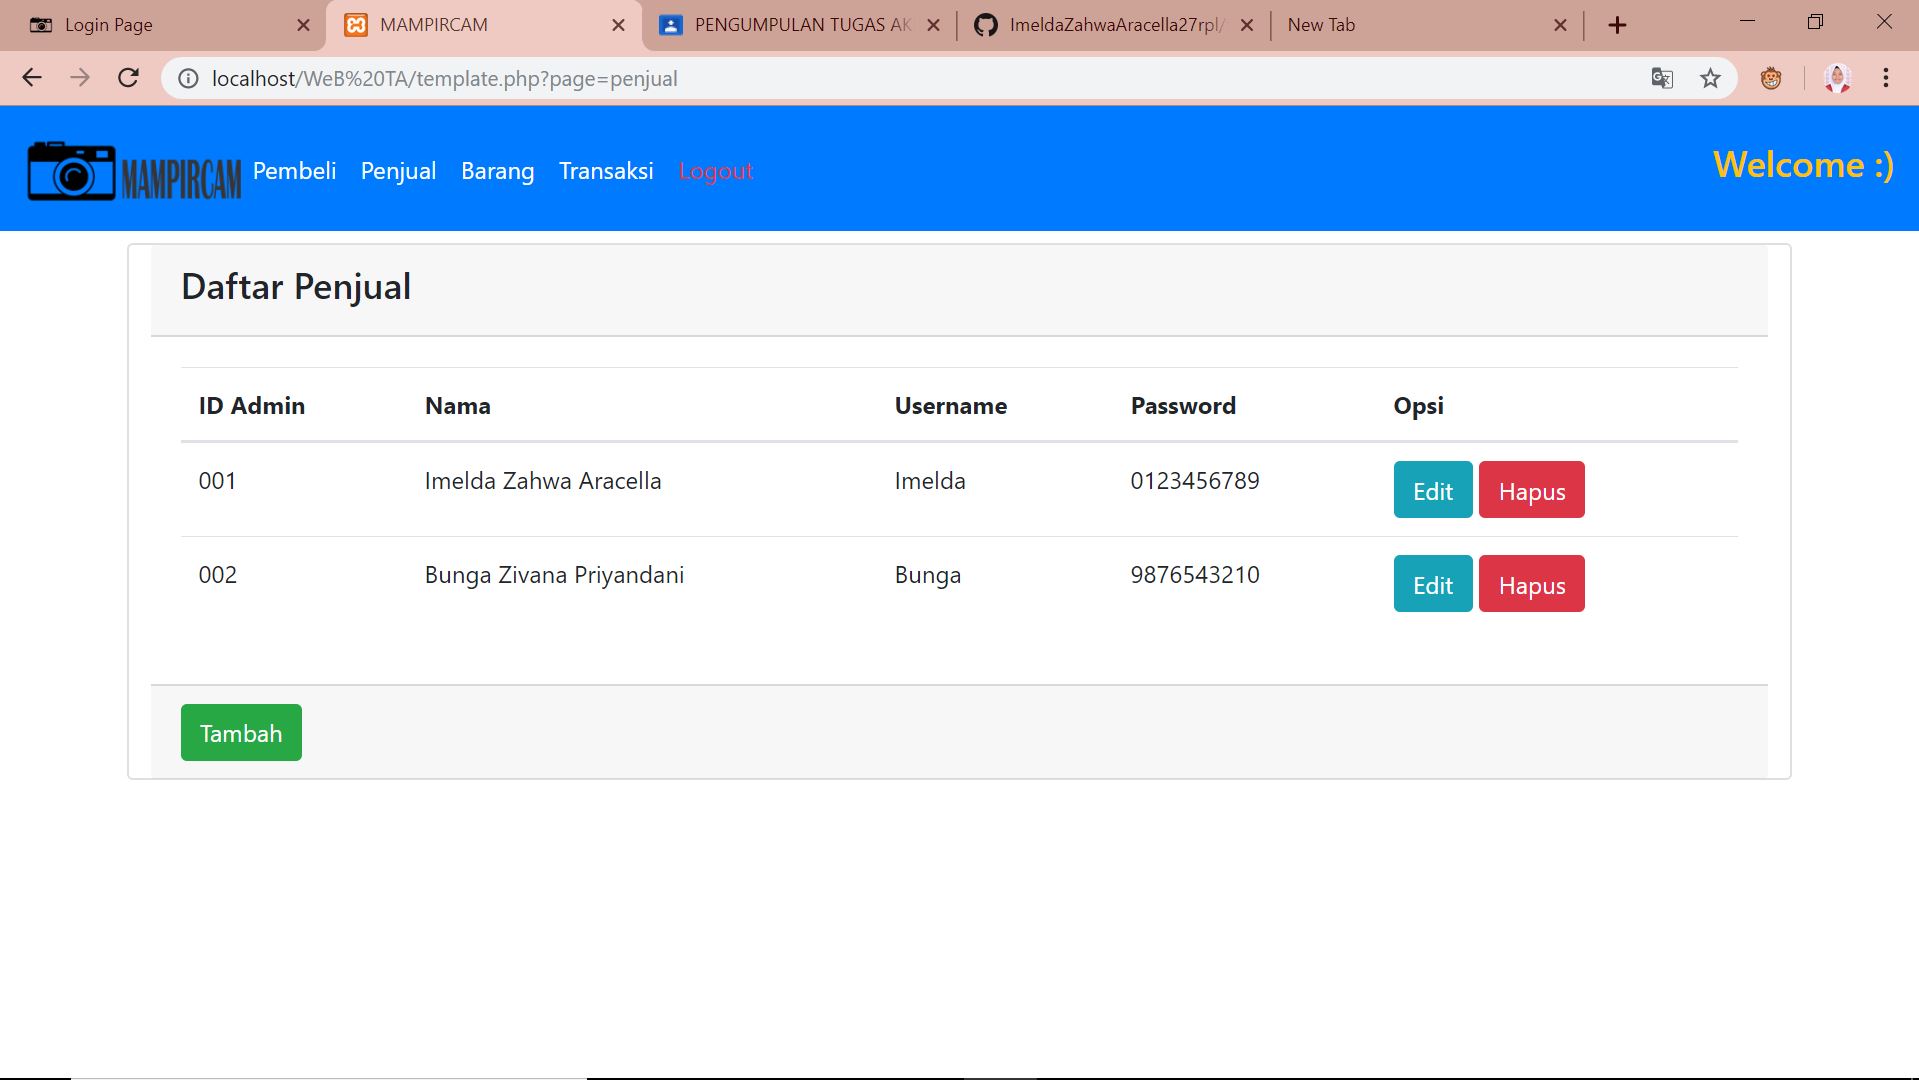 Login Page
MAMPIRCAM
PENGUMPULAN TUGAS AK
ImeldaZahwaAracella27rpl/
New Tab
localhost/WeB%20TA/template.php?page=penjual
MAMPIRCAM Pembeli Penjual Barang Transaksi Logout Welcome :)
Daftar Penjual
ID Admin Nama Username Password Opsi
001 Imelda Zahwa Aracella Imelda 0123456789 Edit Hapus
002 Bunga Zivana Priyandani Bunga 9876543210 Edit Hapus
Tambah